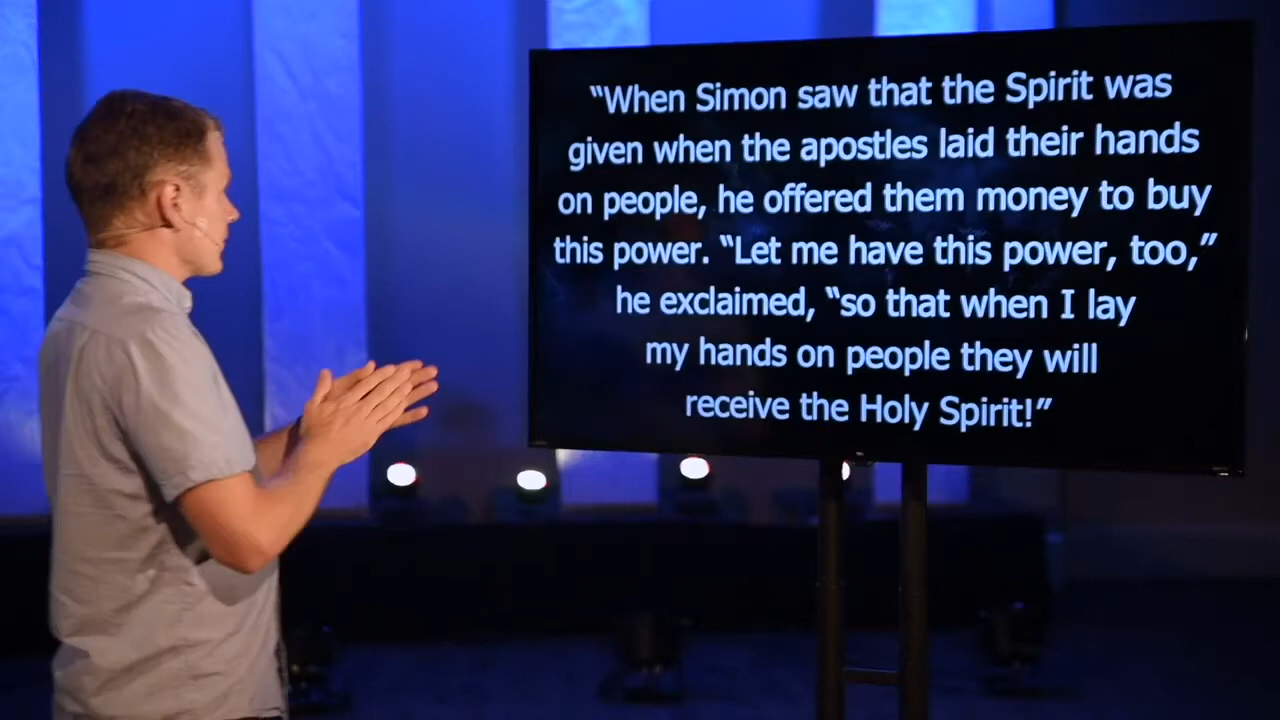 “When Simon saw that the Spirit was
given when the apostles laid their hands
on people, he offered them money to buy
this power. “Let me have this power, too,”
he exclaimed, “so that when I lay
my hands on people they will
receive the Holy Spirit!”